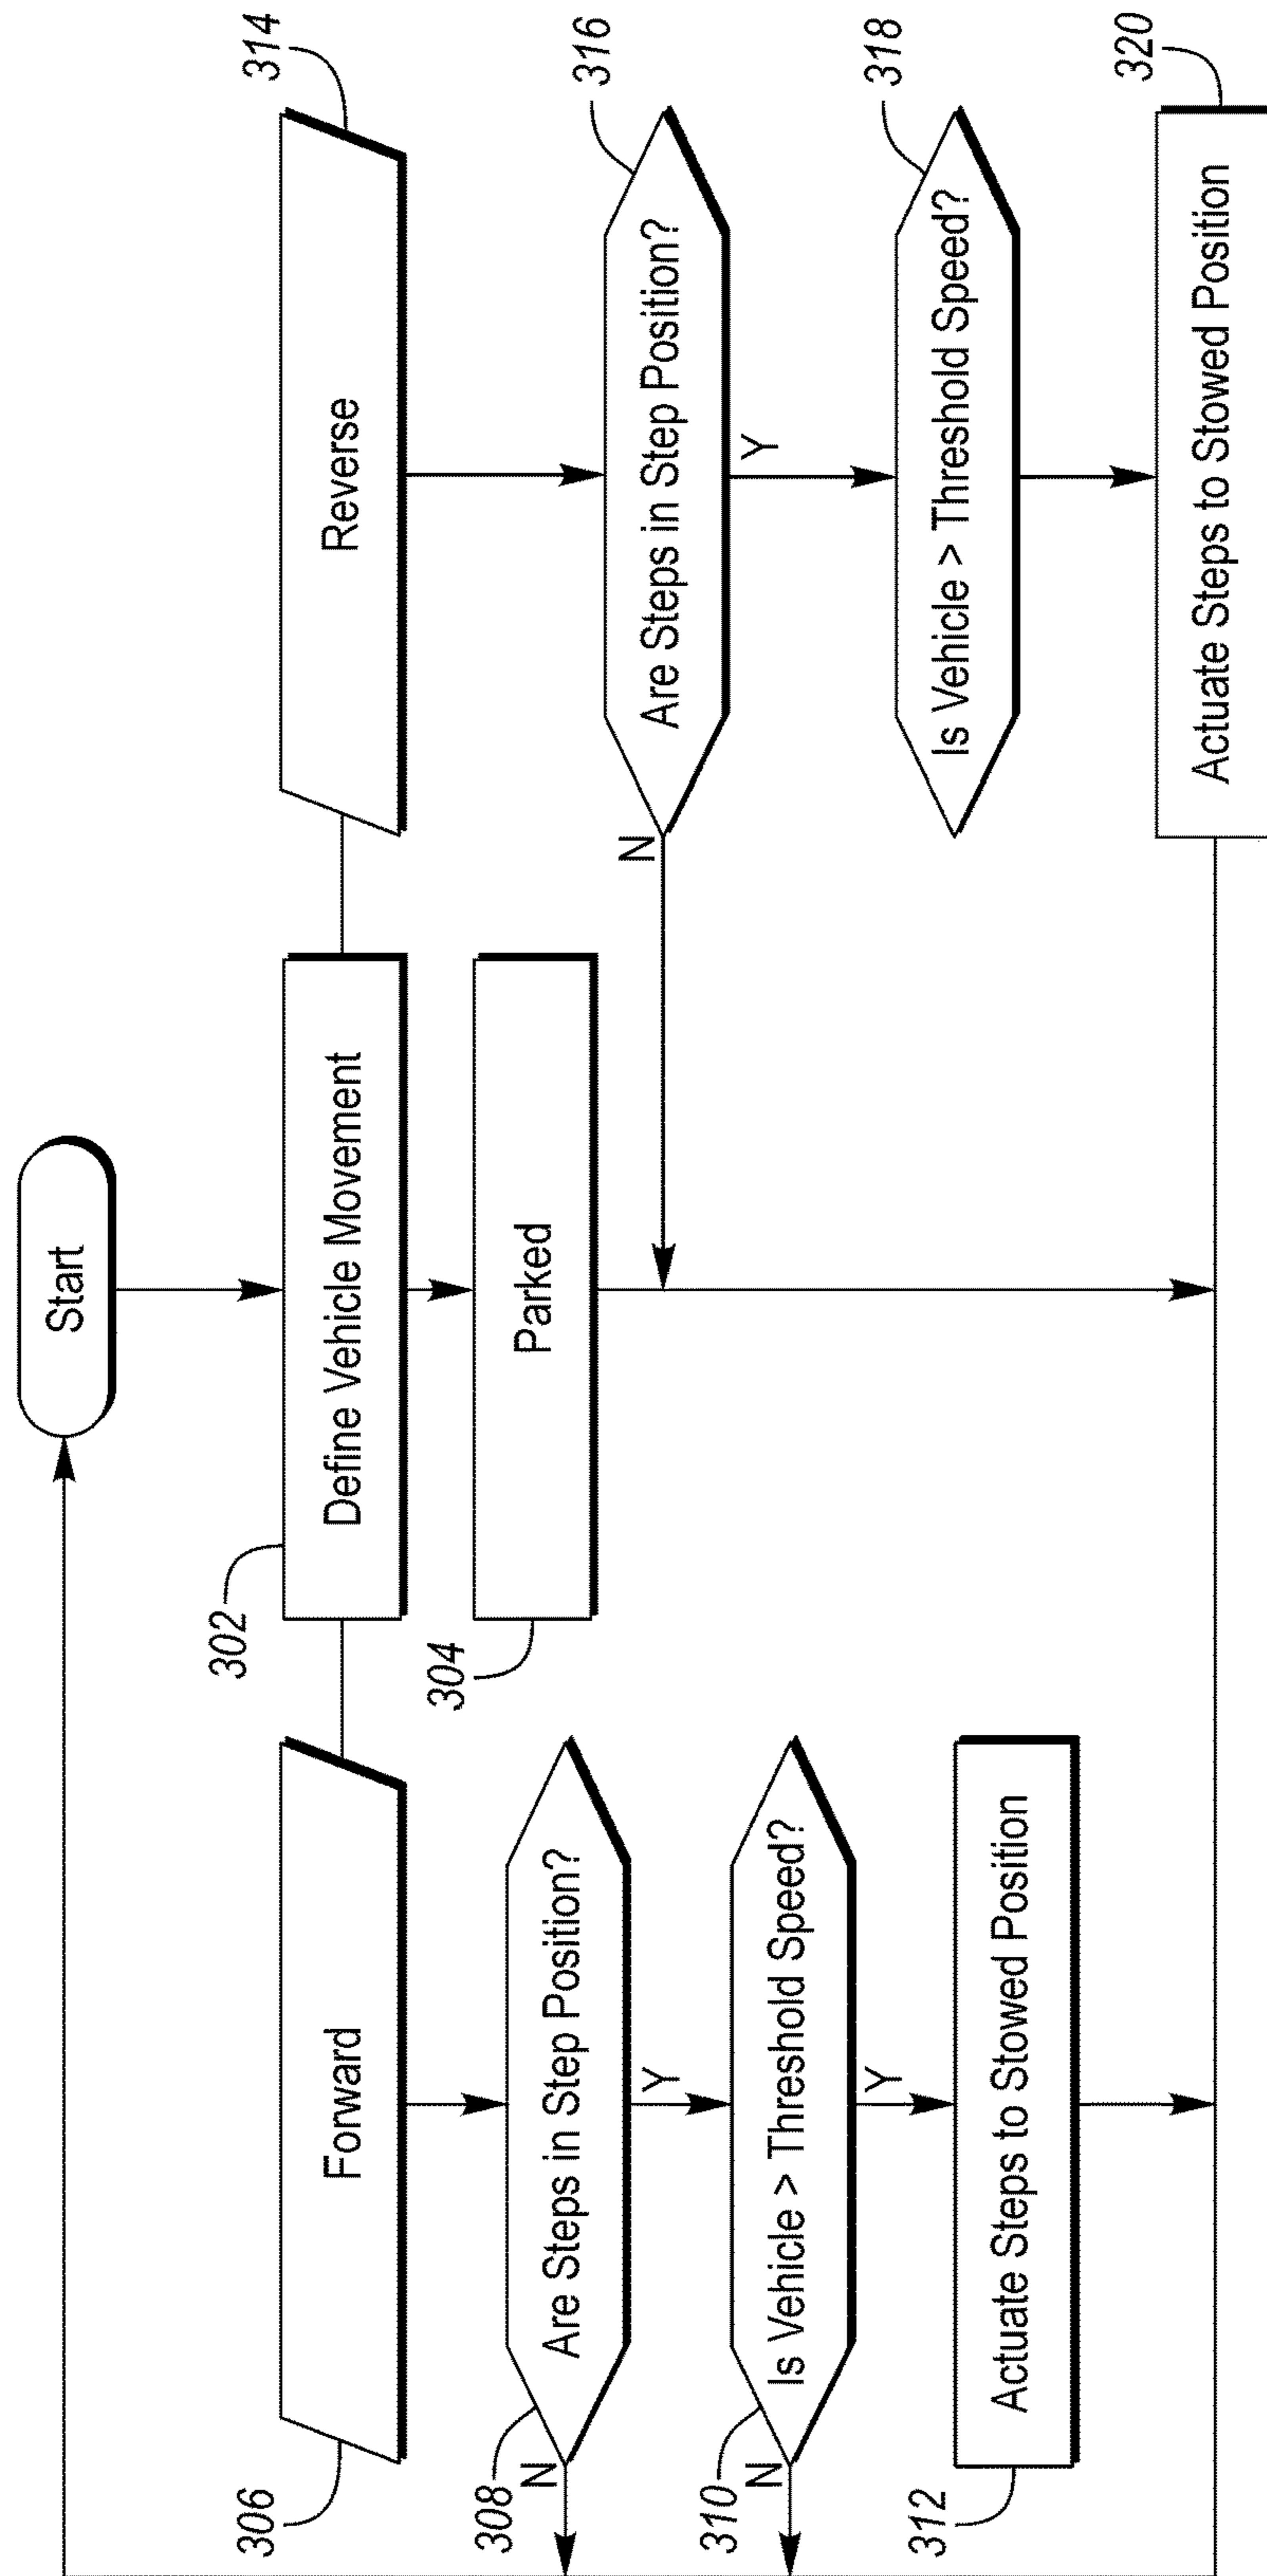 Start
302
Define Vehicle Movement
304
Parked
306
Forward
308
Are Steps in Step Position?
N
Y
310
Is Vehicle > Threshold Speed?
N
Y
312
Actuate Steps to Stowed Position
314
Reverse
316
Are Steps in Step Position?
N
Y
318
Is Vehicle > Threshold Speed?
320
Actuate Steps to Stowed Position